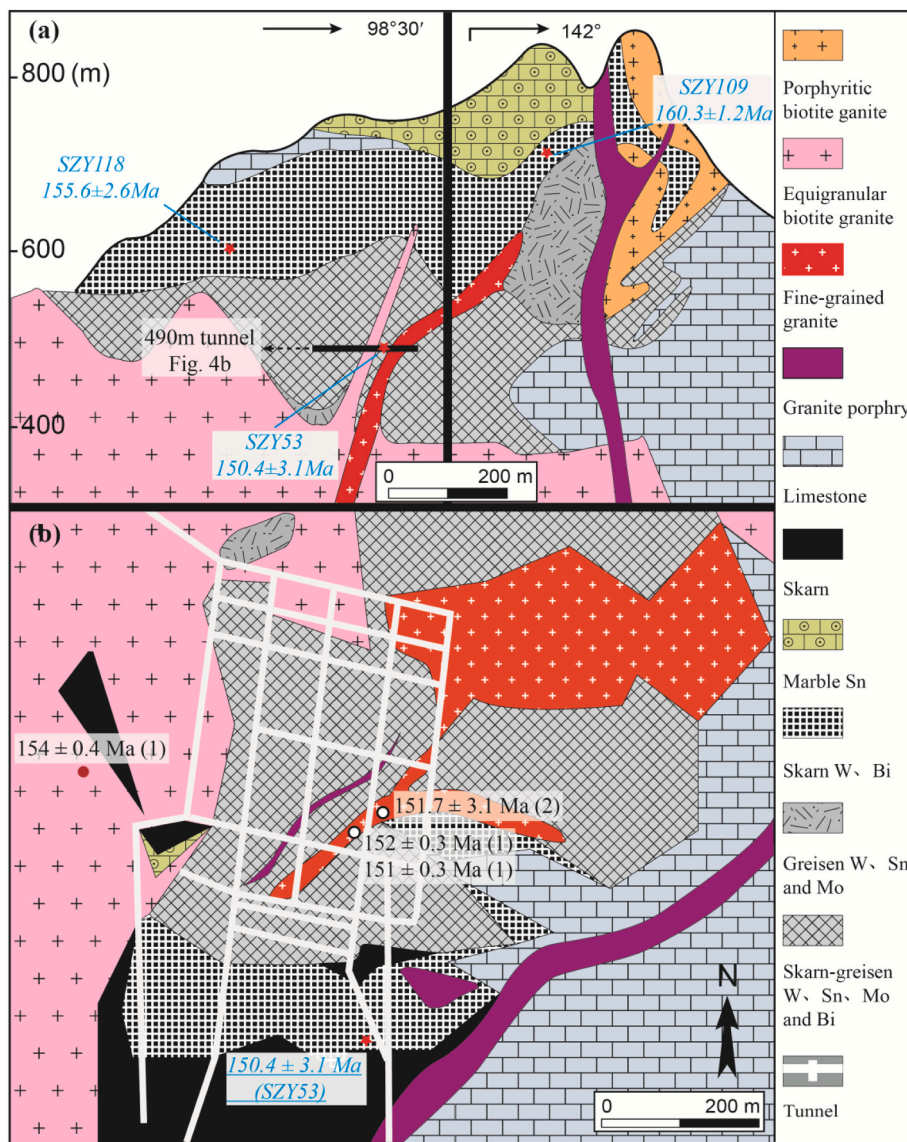 (a)
98°30′
142°
800 (m)
600
400
SZY109
160.3±1.2Ma
SZY118
155.6±2.6Ma
490m tunnel
Fig. 4b
SZY53
150.4±3.1Ma
0 200 m
(b)
154 ± 0.4 Ma (1)
151.7 ± 3.1 Ma (2)
152 ± 0.3 Ma (1)
151 ± 0.3 Ma (1)
150.4 ± 3.1 Ma
(SZY53)
N
0 200 m
Porphyritic
biotite ganite
Equigranular
biotite granite
Fine-grained
granite
Granite porphry
Limestone
Skarn
Marble Sn
Skarn W、Bi
Greisen W、Sn
and Mo
Skarn-greisen
W、Sn、Mo
and Bi
Tunnel